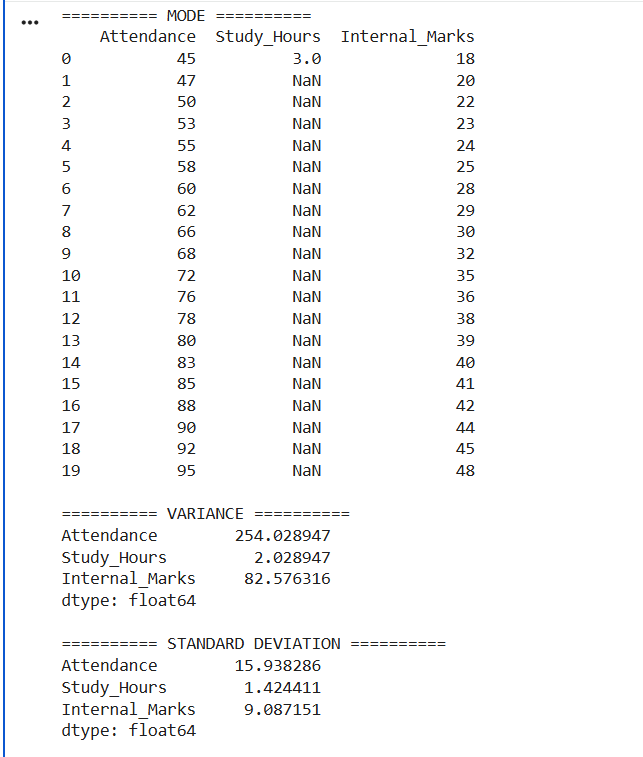 ========== MODE ==========
    Attendance  Study_Hours  Internal_Marks
0           45          3.0              18
1           47          NaN              20
2           50          NaN              22
3           53          NaN              23
4           55          NaN              24
5           58          NaN              25
6           60          NaN              28
7           62          NaN              29
8           66          NaN              30
9           68          NaN              32
10          72          NaN              35
11          76          NaN              36
12          78          NaN              38
13          80          NaN              39
14          83          NaN              40
15          85          NaN              41
16          88          NaN              42
17          90          NaN              44
18          92          NaN              45
19          95          NaN              48

========== VARIANCE ==========
Attendance        254.028947
Study_Hours         2.028947
Internal_Marks     82.576316
dtype: float64

========== STANDARD DEVIATION ==========
Attendance        15.938286
Study_Hours        1.424411
Internal_Marks     9.087151
dtype: float64